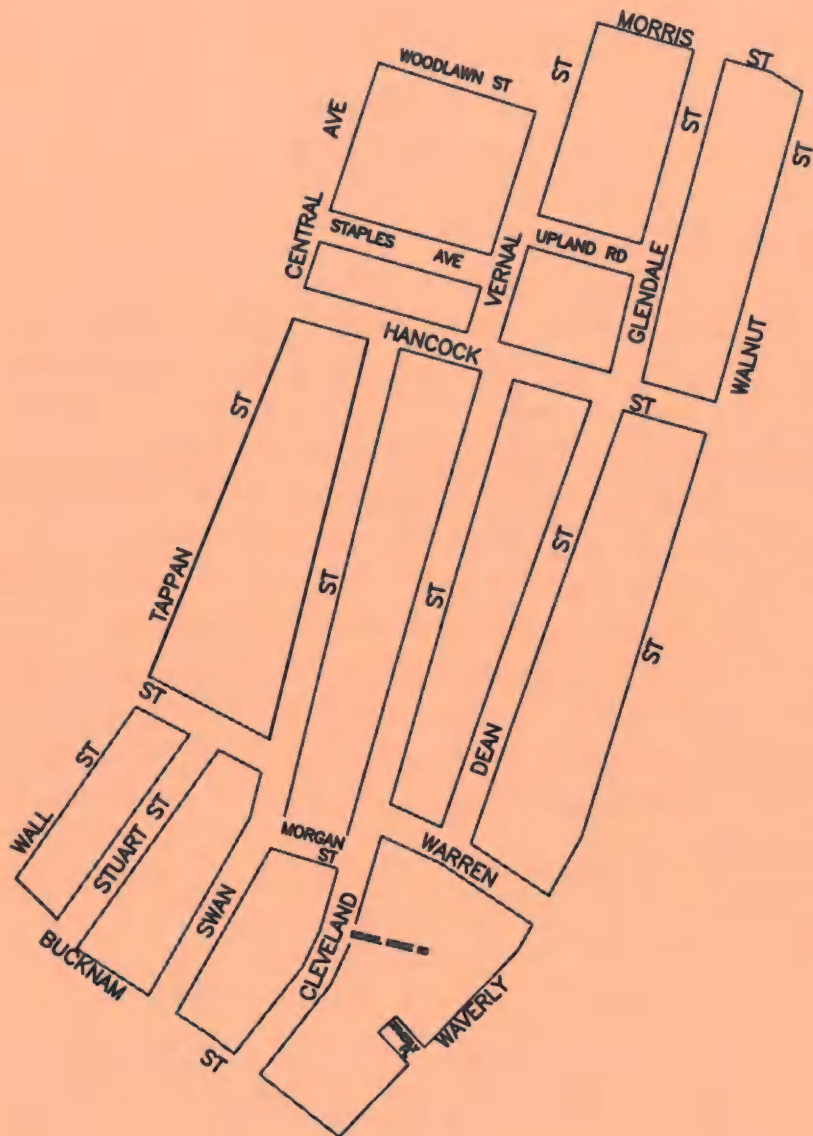 MORRIS
ST
WOODLAWN ST
ST
AVE
ST
ST
CENTRAL
STAPLES AVE
VERNAL
UPLAND RD
GLENDALE
HANCOCK
WALNUT
ST
ST
ST
TAPPAN
ST
ST
ST
ST
ST
WALL
STUART ST
DEAN
MORGAN
ST
WARREN
SWAN
CLEVELAND
BUCKNAM
WAVERLY
ST